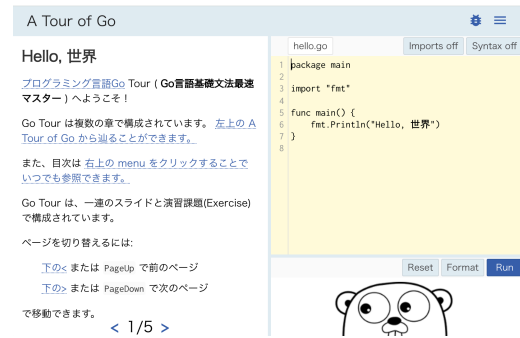 A Tour of Go
Hello, 世界
プログラミング言語Go Tour ( Go言語基礎文法最速
マスター ) へようこそ！
Go Tour は複数の章で構成されています。 左上の A
Tour of Go から辿ることができます。
また、目次は 右上の menu をクリックすることで
いつでも参照できます。
Go Tour は、一連のスライドと演習課題(Exercise)
で構成されています。
ページを切り替えるには:
下の< または PageUp で前のページ
下の> または PageDown で次のページ
で移動できます。
< 1/5 >
hello.go
Imports off
Syntax off
1 package main
2
3 import "fmt"
4
5 func main() {
6     fmt.Println("Hello, 世界")
7 }
8
Reset
Format
Run